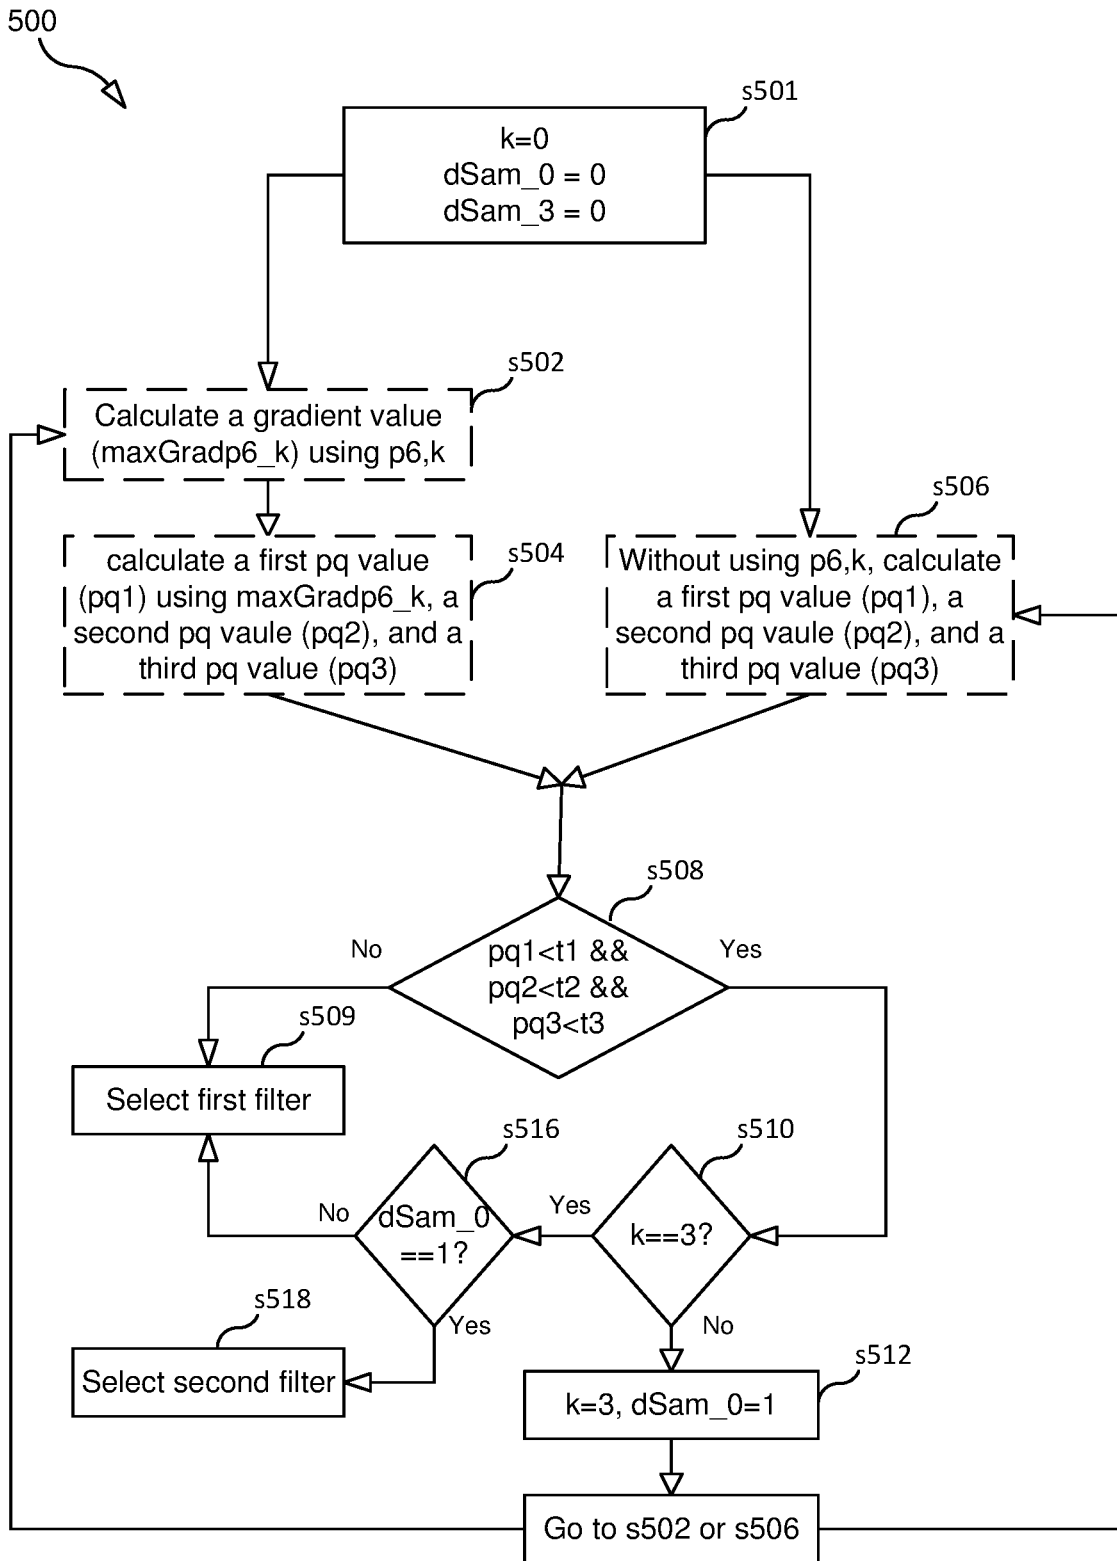 500
s501
k=0
dSam_0 = 0
dSam_3 = 0
s502
Calculate a gradient value
(maxGradp6_k) using p6,k
s504
calculate a first pq value
(pq1) using maxGradp6_k, a
second pq vaule (pq2), and a
third pq value (pq3)
s506
Without using p6,k, calculate
a first pq value (pq1), a
second pq vaule (pq2), and a
third pq value (pq3)
s508
No
Yes
pq1<t1 &&
pq2<t2 &&
pq3<t3
s509
Select first filter
s516
No
dSam_0
==1?
Yes
s510
Yes
k==3?
No
s518
Select second filter
s512
k=3, dSam_0=1
Go to s502 or s506